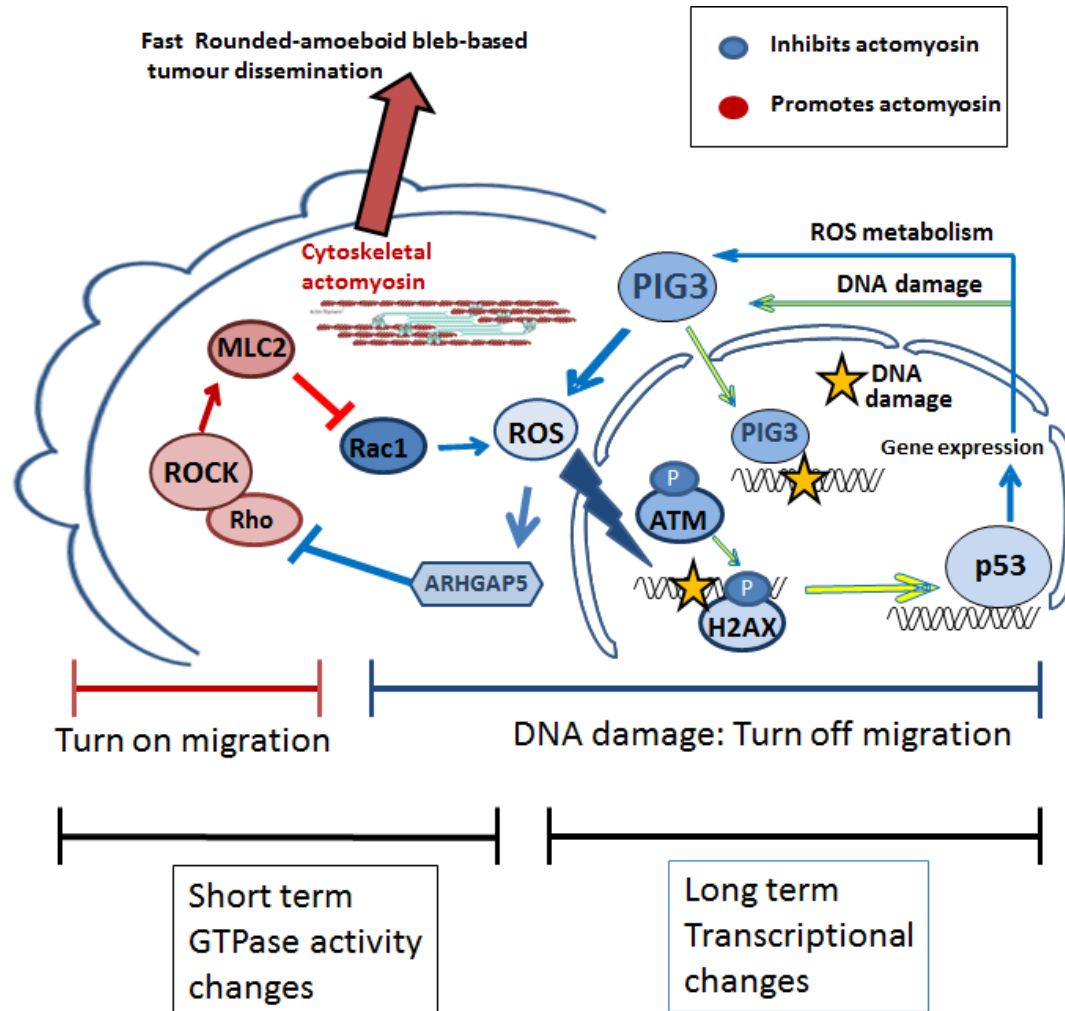 Fast Rounded-amoeboid bleb-based
tumour dissemination
Inhibits actomyosin
Promotes actomyosin
Cytoskeletal
actomyosin
Actin filament
ROS metabolism
DNA damage
PIG3
MLC2
DNA
damage
Rac1
ROS
PIG3
Gene expression
ROCK
Rho
P
ATM
ARHGAP5
P
H2AX
p53
Turn on migration
DNA damage: Turn off migration
Short term
GTPase activity
changes
Long term
Transcriptional
changes